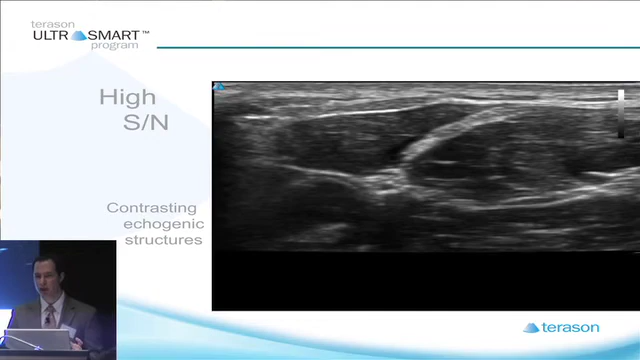 terason
ULTRASMART™
program
High
S/N
Contrasting
echogenic
structures
terason